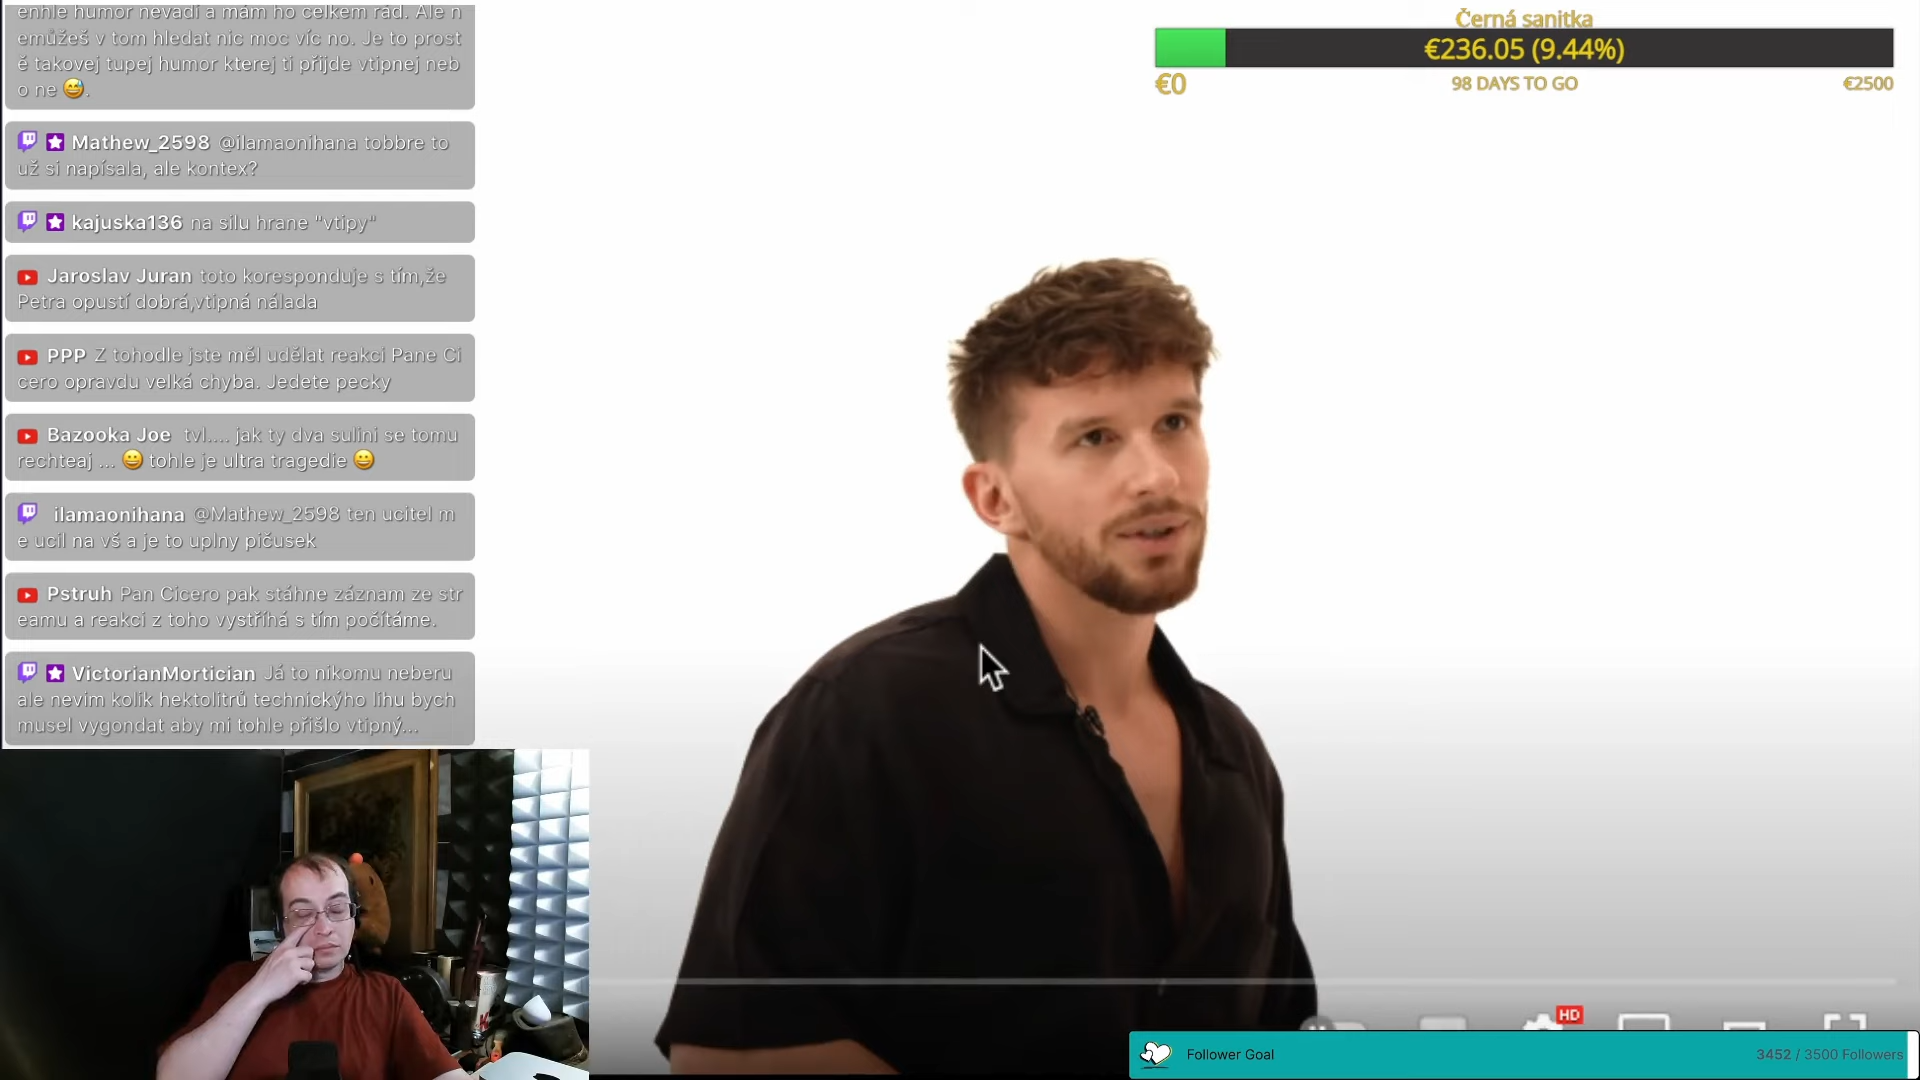 enhle humor nevadí a mám ho celkem rád. Ale n
emůžeš v tom hledat nic moc víc no. Je to prost
ě takovej tupej humor kterej ti přijde vtipnej neb
o ne 😅.
Mathew_2598 @ilamaonihana tobbre to
už si napísala, ale kontex?
kajuska136 na sílu hrane "vtipy"
Jaroslav Juran toto koresponduje s tím,že
Petra opustí dobrá,vtipná nálada
PPP Z tohodle jste měl udělat reakci Pane Ci
cero opravdu velká chyba. Jedete pecky
Bazooka Joe tvl.... jak ty dva sulini se tomu
rechteaj ... 😀 tohle je ultra tragedie 😀
ilamaonihana @Mathew_2598 ten ucitel m
e ucil na vš a je to uplny pičusek
Pstruh Pan Cicero pak stáhne záznam ze str
eamu a reakci z toho vystříhá s tím počítáme.
VictorianMortician Já to nikomu neberu
ale nevim kolik hektolitrů technickýho lihu bych
musel vygondat aby mi tohle přišlo vtipný...
Černá sanitka
€236.05 (9.44%)
€0 98 DAYS TO GO €2500
HD
Follower Goal 3452 / 3500 Followers